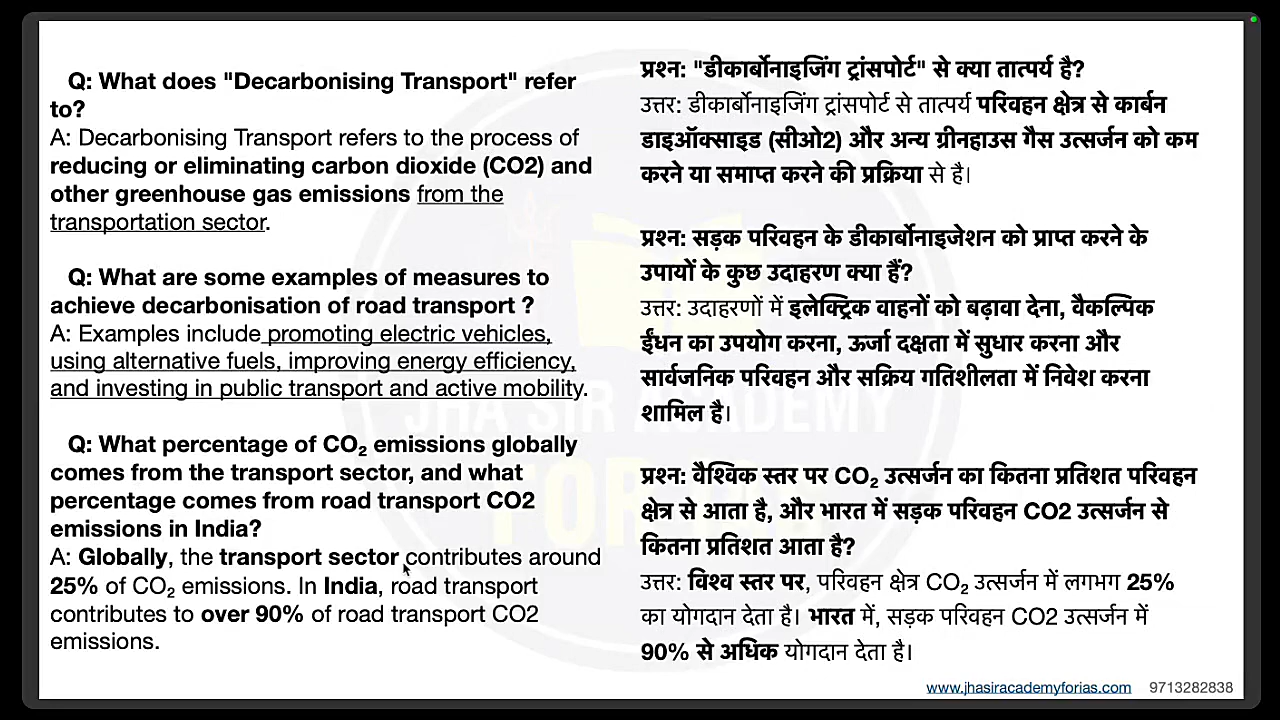 Q: What does "Decarbonising Transport" refer
to?
A: Decarbonising Transport refers to the process of
reducing or eliminating carbon dioxide (CO2) and
other greenhouse gas emissions from the
transportation sector.
Q: What are some examples of measures to
achieve decarbonisation of road transport ?
A: Examples include promoting electric vehicles,
using alternative fuels, improving energy efficiency,
and investing in public transport and active mobility.
Q: What percentage of CO₂ emissions globally
comes from the transport sector, and what
percentage comes from road transport CO2
emissions in India?
A: Globally, the transport sector contributes around
25% of CO₂ emissions. In India, road transport
contributes to over 90% of road transport CO2
emissions.
प्रश्न: "डीकार्बोनाइजिंग ट्रांसपोर्ट" से क्या तात्पर्य है?
उत्तर: डीकार्बोनाइजिंग ट्रांसपोर्ट से तात्पर्य परिवहन क्षेत्र से कार्बन
डाइऑक्साइड (सीओ2) और अन्य ग्रीनहाउस गैस उत्सर्जन को कम
करने या समाप्त करने की प्रक्रिया से है।
प्रश्न: सड़क परिवहन के डीकार्बोनाइजेशन को प्राप्त करने के
उपायों के कुछ उदाहरण क्या हैं?
उत्तर: उदाहरणों में इलेक्ट्रिक वाहनों को बढ़ावा देना, वैकल्पिक
ईंधन का उपयोग करना, ऊर्जा दक्षता में सुधार करना और
सार्वजनिक परिवहन और सक्रिय गतिशीलता में निवेश करना
शामिल है।
प्रश्न: वैश्विक स्तर पर CO₂ उत्सर्जन का कितना प्रतिशत परिवहन
क्षेत्र से आता है, और भारत में सड़क परिवहन CO2 उत्सर्जन से
कितना प्रतिशत आता है?
उत्तर: विश्व स्तर पर, परिवहन क्षेत्र CO₂ उत्सर्जन में लगभग 25%
का योगदान देता है। भारत में, सड़क परिवहन CO2 उत्सर्जन में
90% से अधिक योगदान देता है।
JHA SIR ACADEMY
www.jhasiracademyforias.com 9713282838